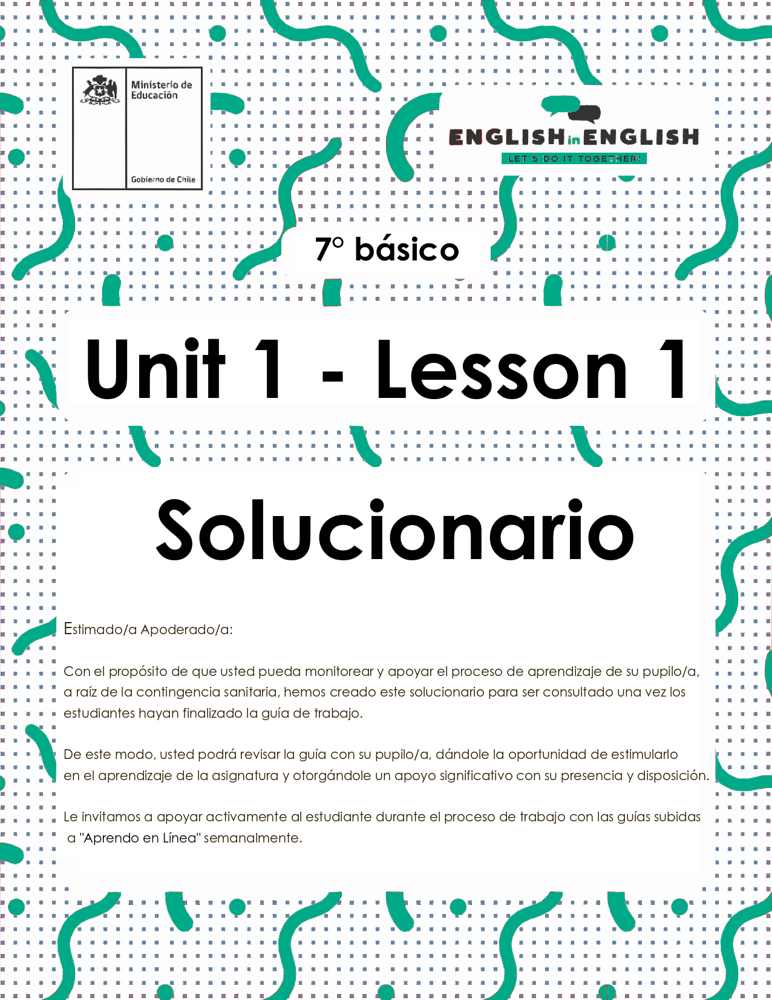 Ministerio de
Educación
Gobierno de Chile
ENGLISH in ENGLISH
LET'S DO IT TOGETHER!
7° básico
Unit 1 - Lesson 1
Solucionario
Estimado/a Apoderado/a:
Con el propósito de que usted pueda monitorear y apoyar el proceso de aprendizaje de su pupilo/a,
a raíz de la contingencia sanitaria, hemos creado este solucionario para ser consultado una vez los
estudiantes hayan finalizado la guía de trabajo.
De este modo, usted podrá revisar la guía con su pupilo/a, dándole la oportunidad de estimularlo
en el aprendizaje de la asignatura y otorgándole un apoyo significativo con su presencia y disposición.
Le invitamos a apoyar activamente al estudiante durante el proceso de trabajo con las guías subidas
a "Aprendo en Línea" semanalmente.